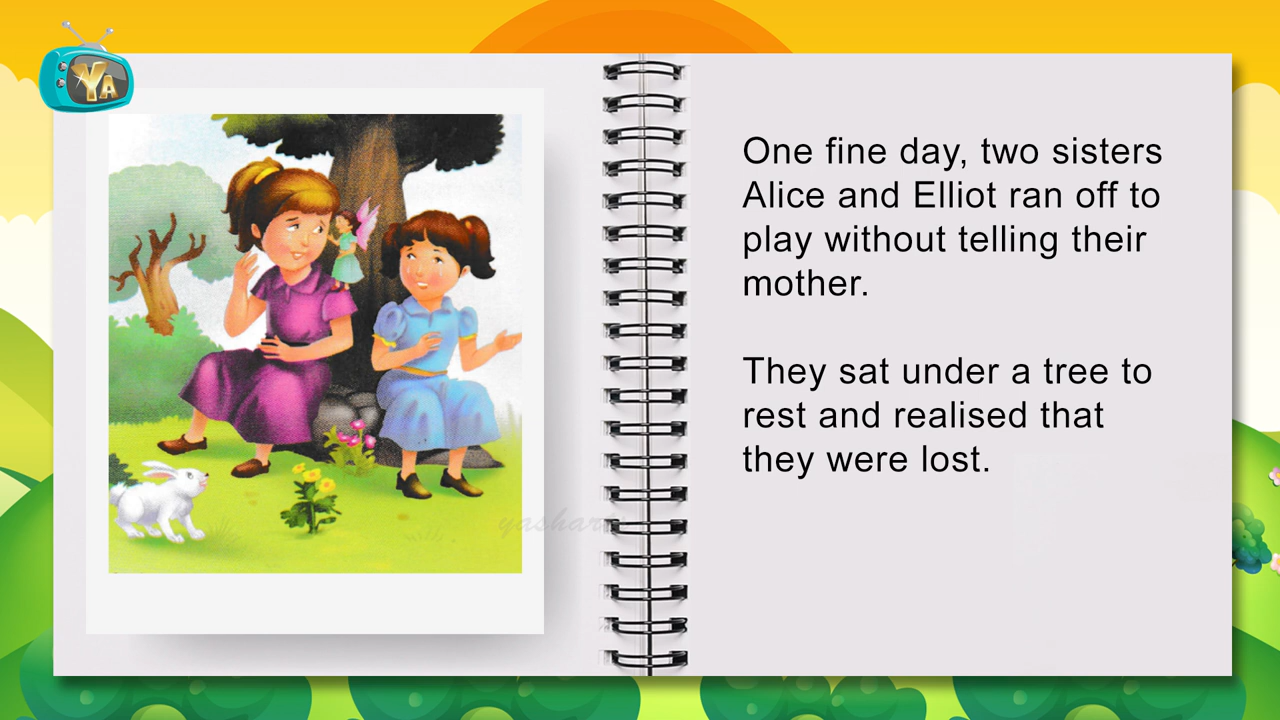 YA
One fine day, two sisters
Alice and Elliot ran off to
play without telling their
mother.
They sat under a tree to
rest and realised that
they were lost.